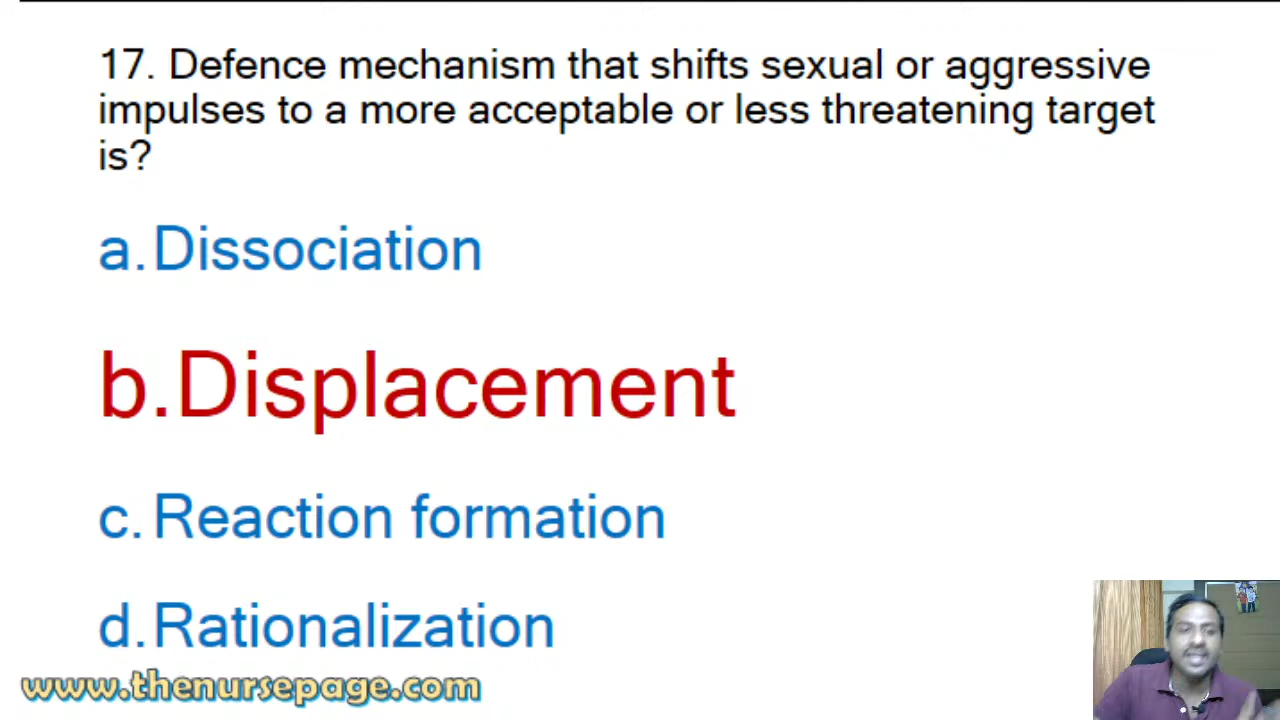 17. Defence mechanism that shifts sexual or aggressive
impulses to a more acceptable or less threatening target
is?
a. Dissociation
b. Displacement
c. Reaction formation
d. Rationalization
www.thenursepage.com